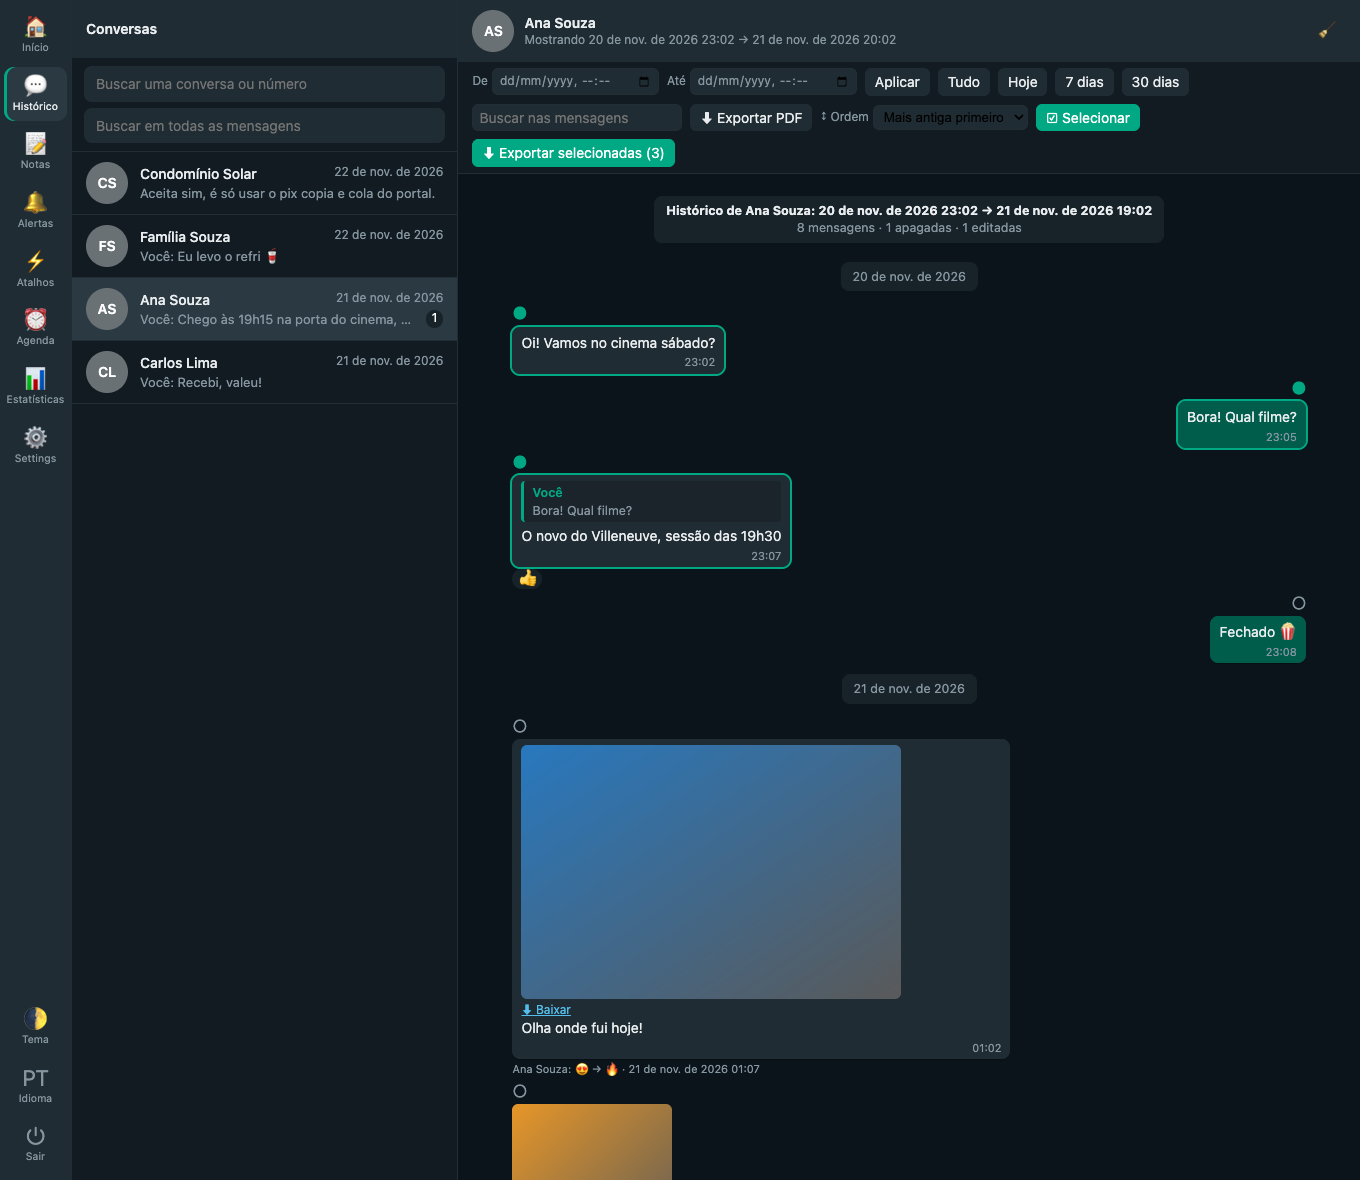 Início
Histórico
Notas
Alertas
Atalhos
Agenda
Estatísticas
Settings
Tema
PT
Idioma
Sair
Conversas
Buscar uma conversa ou número
Buscar em todas as mensagens
CS
Condomínio Solar
22 de nov. de 2026
Aceita sim, é só usar o pix copia e cola do portal.
FS
Família Souza
22 de nov. de 2026
Você: Eu levo o refri 🥤
AS
Ana Souza
21 de nov. de 2026
Você: Chego às 19h15 na porta do cinema, ...
1
CL
Carlos Lima
21 de nov. de 2026
Você: Recebi, valeu!
AS
Ana Souza
Mostrando 20 de nov. de 2026 23:02 → 21 de nov. de 2026 20:02
De dd/mm/yyyy, --:-- Até dd/mm/yyyy, --:-- Aplicar Tudo Hoje 7 dias 30 dias
Buscar nas mensagens ⬇ Exportar PDF ↕ Ordem Mais antiga primeiro ☑ Selecionar
⬇ Exportar selecionadas (3)
Histórico de Ana Souza: 20 de nov. de 2026 23:02 → 21 de nov. de 2026 19:02
8 mensagens · 1 apagadas · 1 editadas
20 de nov. de 2026
Oi! Vamos no cinema sábado?
23:02
Bora! Qual filme?
23:05
Você
Bora! Qual filme?
O novo do Villeneuve, sessão das 19h30
23:07
👍
Fechado 🍿
23:08
21 de nov. de 2026
⬇ Baixar
Olha onde fui hoje!
01:02
Ana Souza: 😍 → 🔥 · 21 de nov. de 2026 01:07